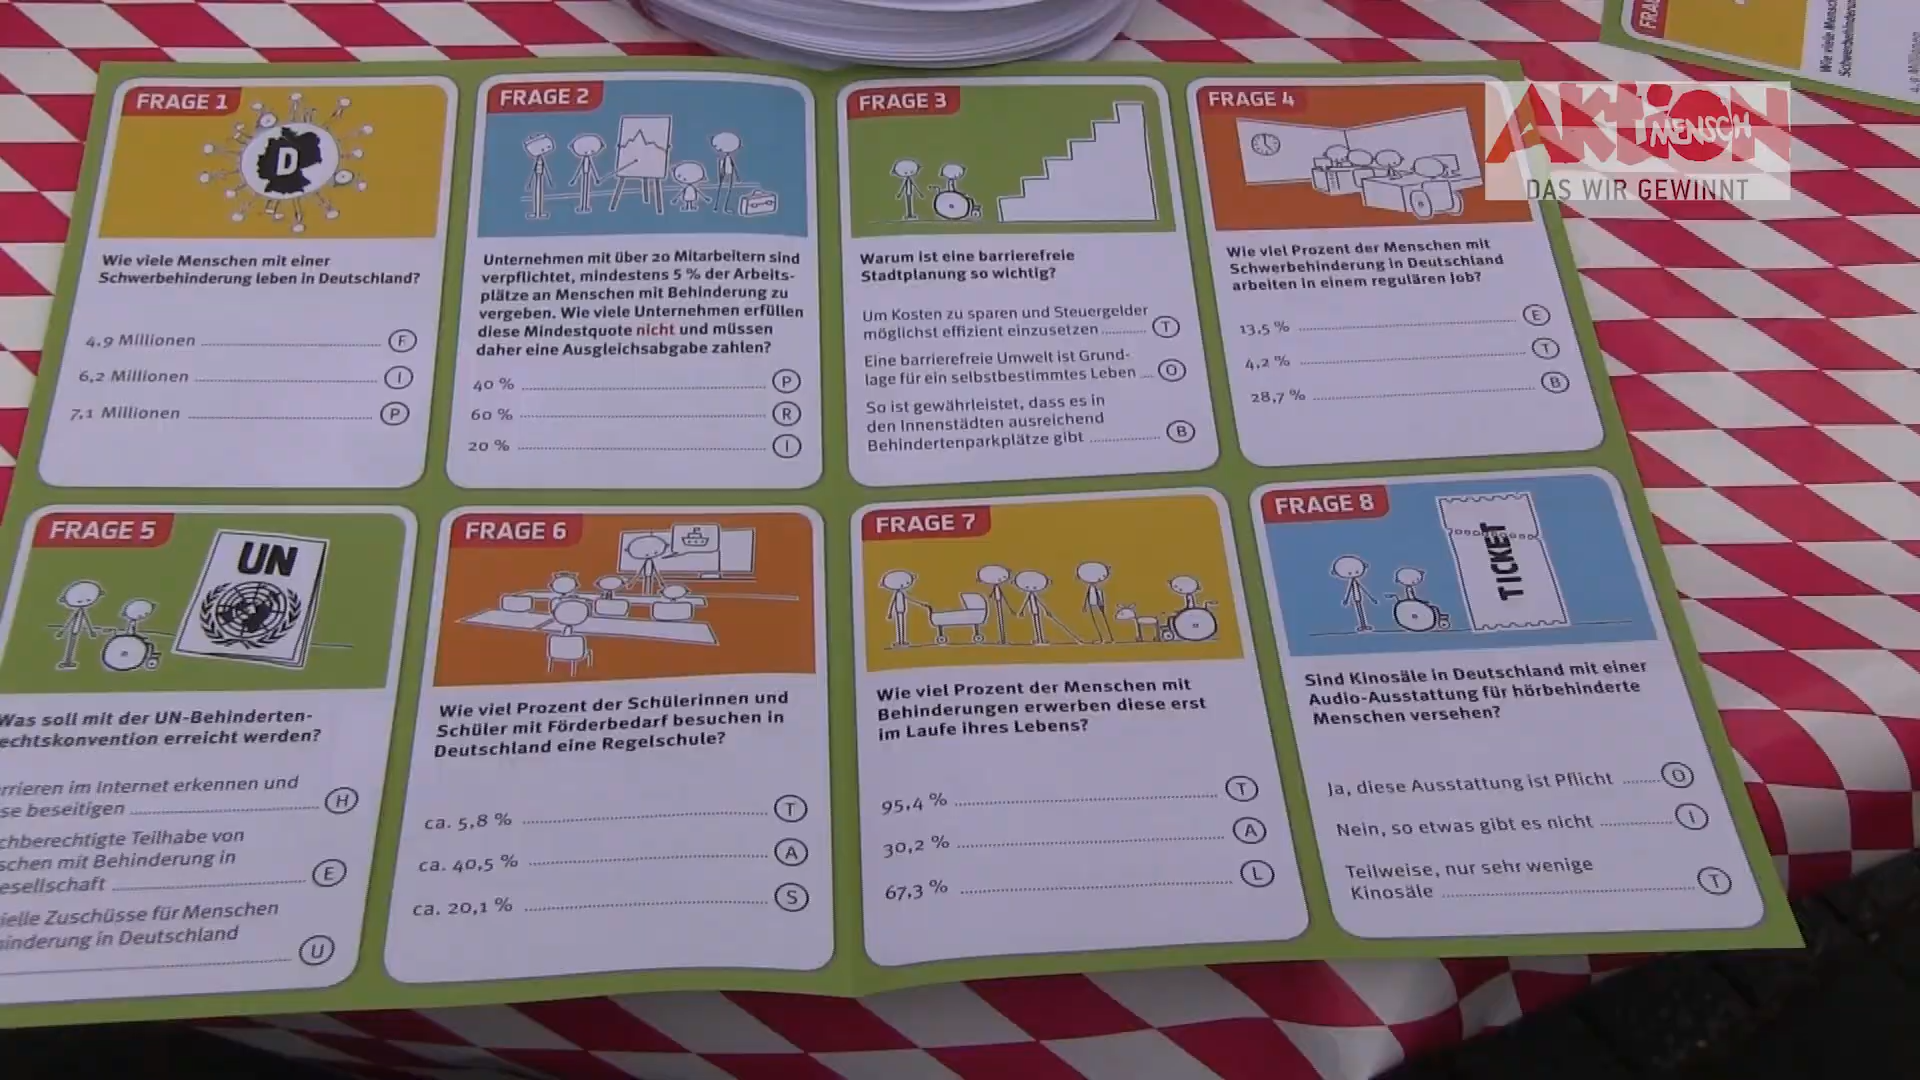 FRAGE 1
D
Wie viele Menschen mit einer
Schwerbehinderung leben in Deutschland?
4,9 Millionen F
6,2 Millionen I
7,1 Millionen P
FRAGE 2
Unternehmen mit über 20 Mitarbeitern sind
verpflichtet, mindestens 5 % der Arbeits-
plätze an Menschen mit Behinderung zu
vergeben. Wie viele Unternehmen erfüllen
diese Mindestquote nicht und müssen
daher eine Ausgleichsabgabe zahlen?
40 % P
60 % R
20 % I
FRAGE 3
Warum ist eine barrierefreie
Stadtplanung so wichtig?
Um Kosten zu sparen und Steuergelder
möglichst effizient einzusetzen T
Eine barrierefreie Umwelt ist Grund-
lage für ein selbstbestimmtes Leben O
So ist gewährleistet, dass es in
den Innenstädten ausreichend
Behindertenparkplätze gibt B
FRAGE 4
Wie viel Prozent der Menschen mit
Schwerbehinderung in Deutschland
arbeiten in einem regulären Job?
13,5 % E
4,2 % T
28,7 % B
AKTION
MENSCH
DAS WIR GEWINNT
FRAGE 5
UN
Was soll mit der UN-Behinderten-
echtskonvention erreicht werden?
rrieren im Internet erkennen und
se beseitigen H
chberechtigte Teilhabe von
schen mit Behinderung in
esellschaft E
ielle Zuschüsse für Menschen
inderung in Deutschland
U
FRAGE 6
Wie viel Prozent der Schülerinnen und
Schüler mit Förderbedarf besuchen in
Deutschland eine Regelschule?
ca. 5,8 % T
ca. 40,5 % A
ca. 20,1 % S
FRAGE 7
Wie viel Prozent der Menschen mit
Behinderungen erwerben diese erst
im Laufe ihres Lebens?
95,4 % T
30,2 % A
67,3 % L
FRAGE 8
TICKET
Sind Kinosäle in Deutschland mit einer
Audio-Ausstattung für hörbehinderte
Menschen versehen?
Ja, diese Ausstattung ist Pflicht O
Nein, so etwas gibt es nicht I
Teilweise, nur sehr wenige
Kinosäle T